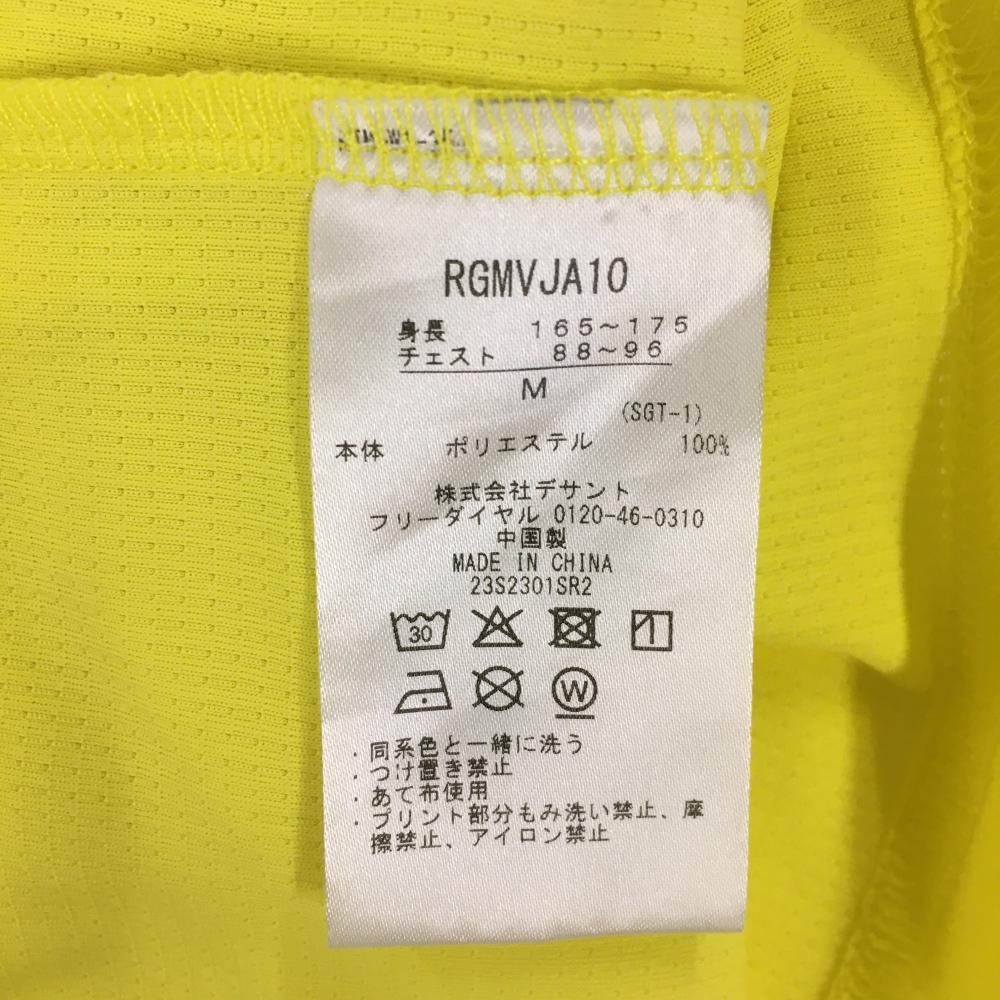 RGMVJA10
身長 165~175
チェスト 88~96
M
(SGT-1)
本体 ポリエステル 100%
株式会社デサント
フリーダイヤル 0120-46-0310
中国製
MADE IN CHINA
23S2301SR2
30
W
・同系色と一緒に洗う
・つけ置き禁止
・あて布使用
・プリント部分もみ洗い禁止、摩
擦禁止、アイロン禁止